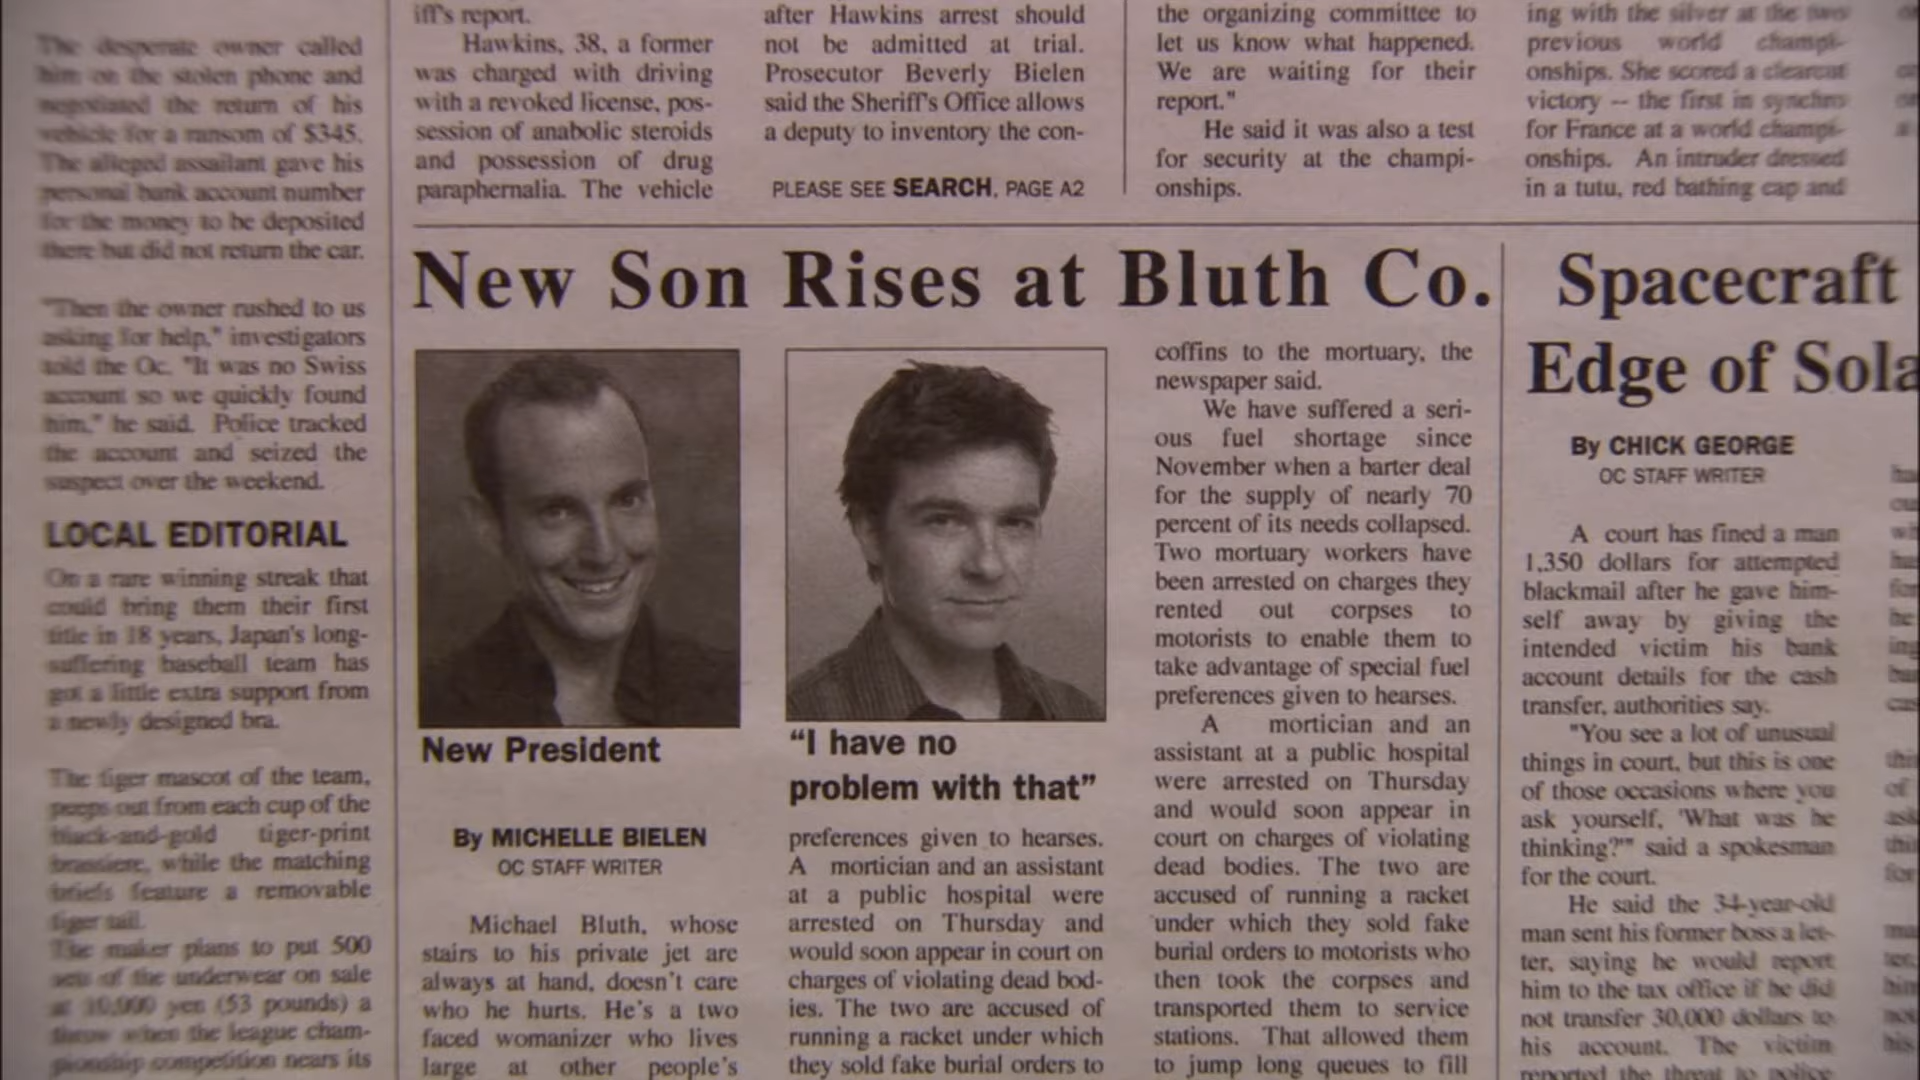 The desperate owner called
him on the stolen phone and
negotiated the return of his
vehicle for a ransom of $345.
The alleged assailant gave his
personal bank account number
for the money to be deposited
there but did not return the car.
"Then the owner rushed to us
asking for help," investigators
told the Oc. "It was no Swiss
account so we quickly found
him," he said. Police tracked
the account and seized the
suspect over the weekend.
LOCAL EDITORIAL
On a rare winning streak that
could bring them their first
title in 18 years, Japan's long-
suffering baseball team has
got a little extra support from
a newly designed bra.
The tiger mascot of the team,
peeps out from each cup of the
black-and-gold tiger-print
brassiere, while the matching
briefs feature a removable
tiger tail.
The maker plans to put 500
sets of the underwear on sale
at 10,000 yen (53 pounds) a
throw when the league cham-
pionship competition nears its
iff's report.
Hawkins, 38, a former
was charged with driving
with a revoked license, pos-
session of anabolic steroids
and possession of drug
paraphernalia. The vehicle
after Hawkins arrest should
not be admitted at trial.
Prosecutor Beverly Bielen
said the Sheriff's Office allows
a deputy to inventory the con-
PLEASE SEE SEARCH, PAGE A2
the organizing committee to
let us know what happened.
We are waiting for their
report."
He said it was also a test
for security at the champi-
onships.
ing with the silver at the two
previous world champi-
onships. She scored a clearcut
victory -- the first in synchro
for France at a world champi-
onships. An intruder dressed
in a tutu, red bathing cap and
New Son Rises at Bluth Co.
New President
By MICHELLE BIELEN
OC STAFF WRITER
Michael Bluth, whose
stairs to his private jet are
always at hand, doesn't care
who he hurts. He's a two
faced womanizer who lives
large at other people's
"I have no
problem with that"
preferences given to hearses.
A mortician and an assistant
at a public hospital were
arrested on Thursday and
would soon appear in court on
charges of violating dead bod-
ies. The two are accused of
running a racket under which
they sold fake burial orders to
coffins to the mortuary, the
newspaper said.
We have suffered a seri-
ous fuel shortage since
November when a barter deal
for the supply of nearly 70
percent of its needs collapsed.
Two mortuary workers have
been arrested on charges they
rented out corpses to
motorists to enable them to
take advantage of special fuel
preferences given to hearses.
A mortician and an
assistant at a public hospital
were arrested on Thursday
and would soon appear in
court on charges of violating
dead bodies. The two are
accused of running a racket
under which they sold fake
burial orders to motorists who
then took the corpses and
transported them to service
stations. That allowed them
to jump long queues to fill
Spacecraft
Edge of Sola
By CHICK GEORGE
OC STAFF WRITER
A court has fined a man
1,350 dollars for attempted
blackmail after he gave him-
self away by giving the
intended victim his bank
account details for the cash
transfer, authorities say.
"You see a lot of unusual
things in court, but this is one
of those occasions where you
ask yourself, 'What was he
thinking?'" said a spokesman
for the court.
He said the 34-year-old
man sent his former boss a let-
ter, saying he would report
him to the tax office if he did
not transfer 30,000 dollars to
his account. The victim
reported the threat to police